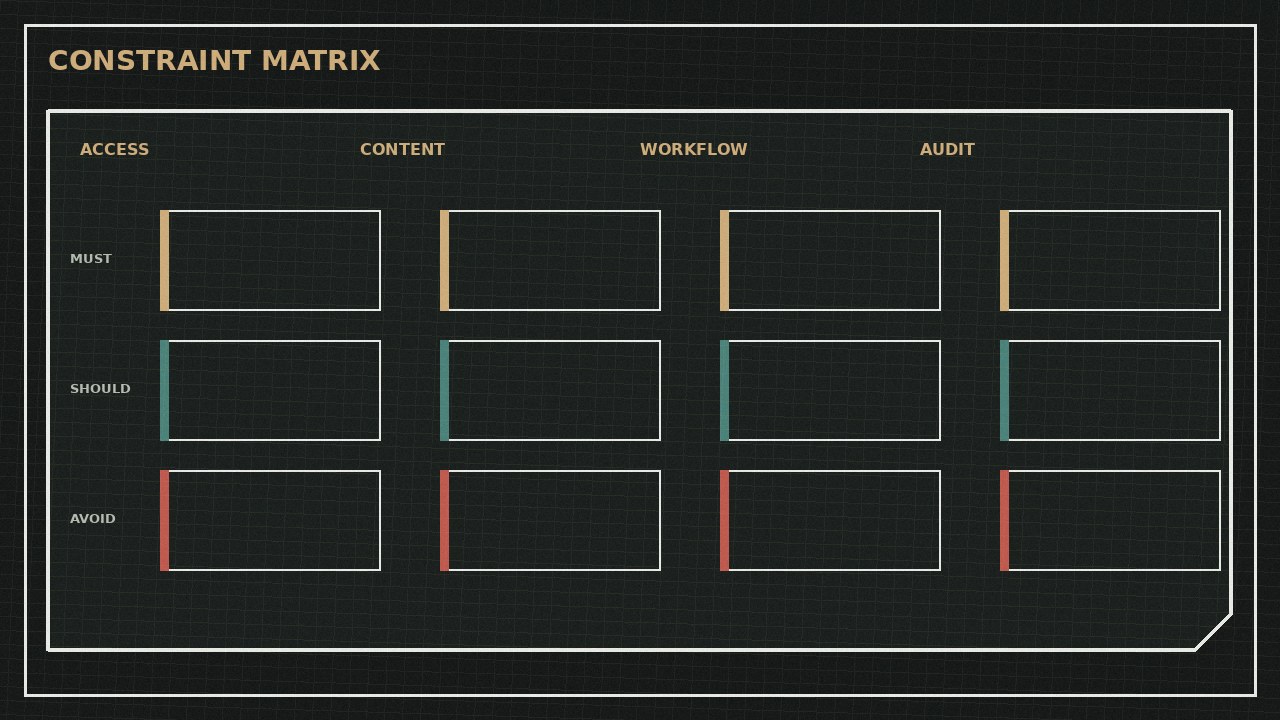 CONSTRAINT MATRIX
ACCESS CONTENT WORKFLOW AUDIT
MUST
SHOULD
AVOID